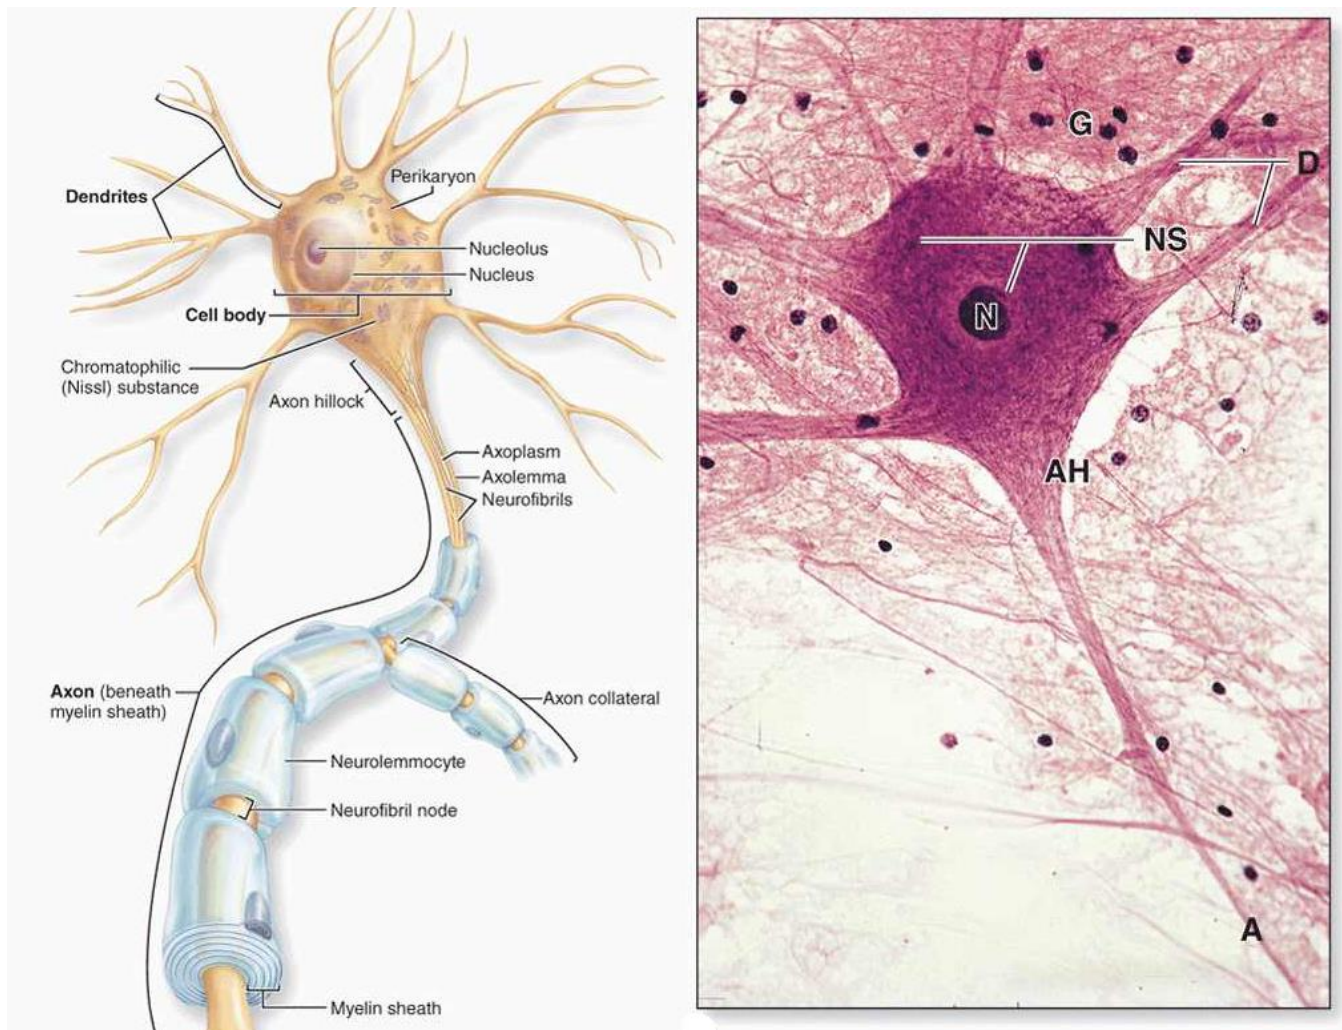 Perikaryon
Dendrites
Nucleolus
Nucleus
Cell body
Chromatophilic
(Nissl) substance
Axon hillock
Axoplasm
Axolemma
Neurofibrils
Axon (beneath
myelin sheath)
Axon collateral
Neurolemmocyte
Neurofibril node
Myelin sheath
G
D
NS
N
AH
A